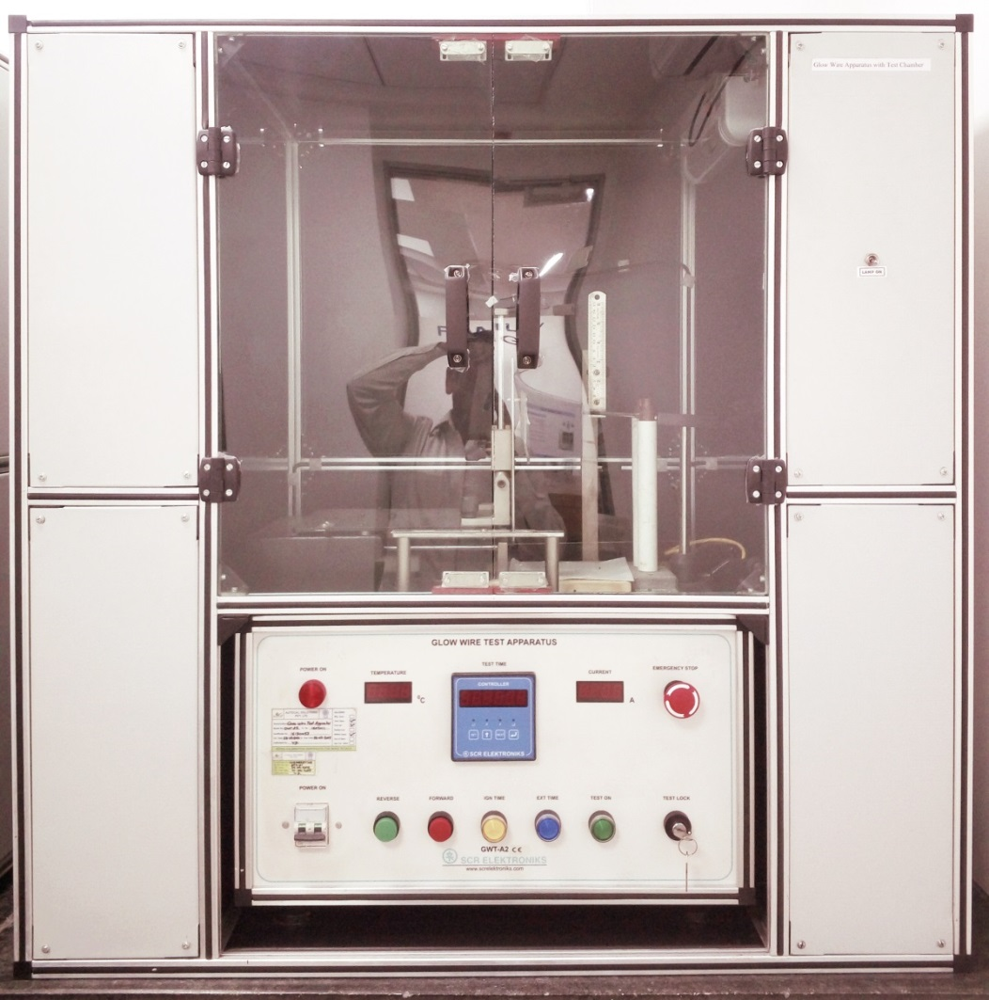 Glow Wire Apparatus with Test Chamber
LAMP ON
GLOW WIRE TEST APPARATUS
POWER ON
TEMPERATURE
°C
TEST TIME
CONTROLLER
SCR ELEKTRONIKS
CURRENT
A
EMERGENCY STOP
POWER ON
REVERSE
FORWARD
IGN TIME
EXT TIME
TEST ON
TEST LOCK
GWT-A2 CE
SCR ELEKTRONIKS
www.screlektroniks.com